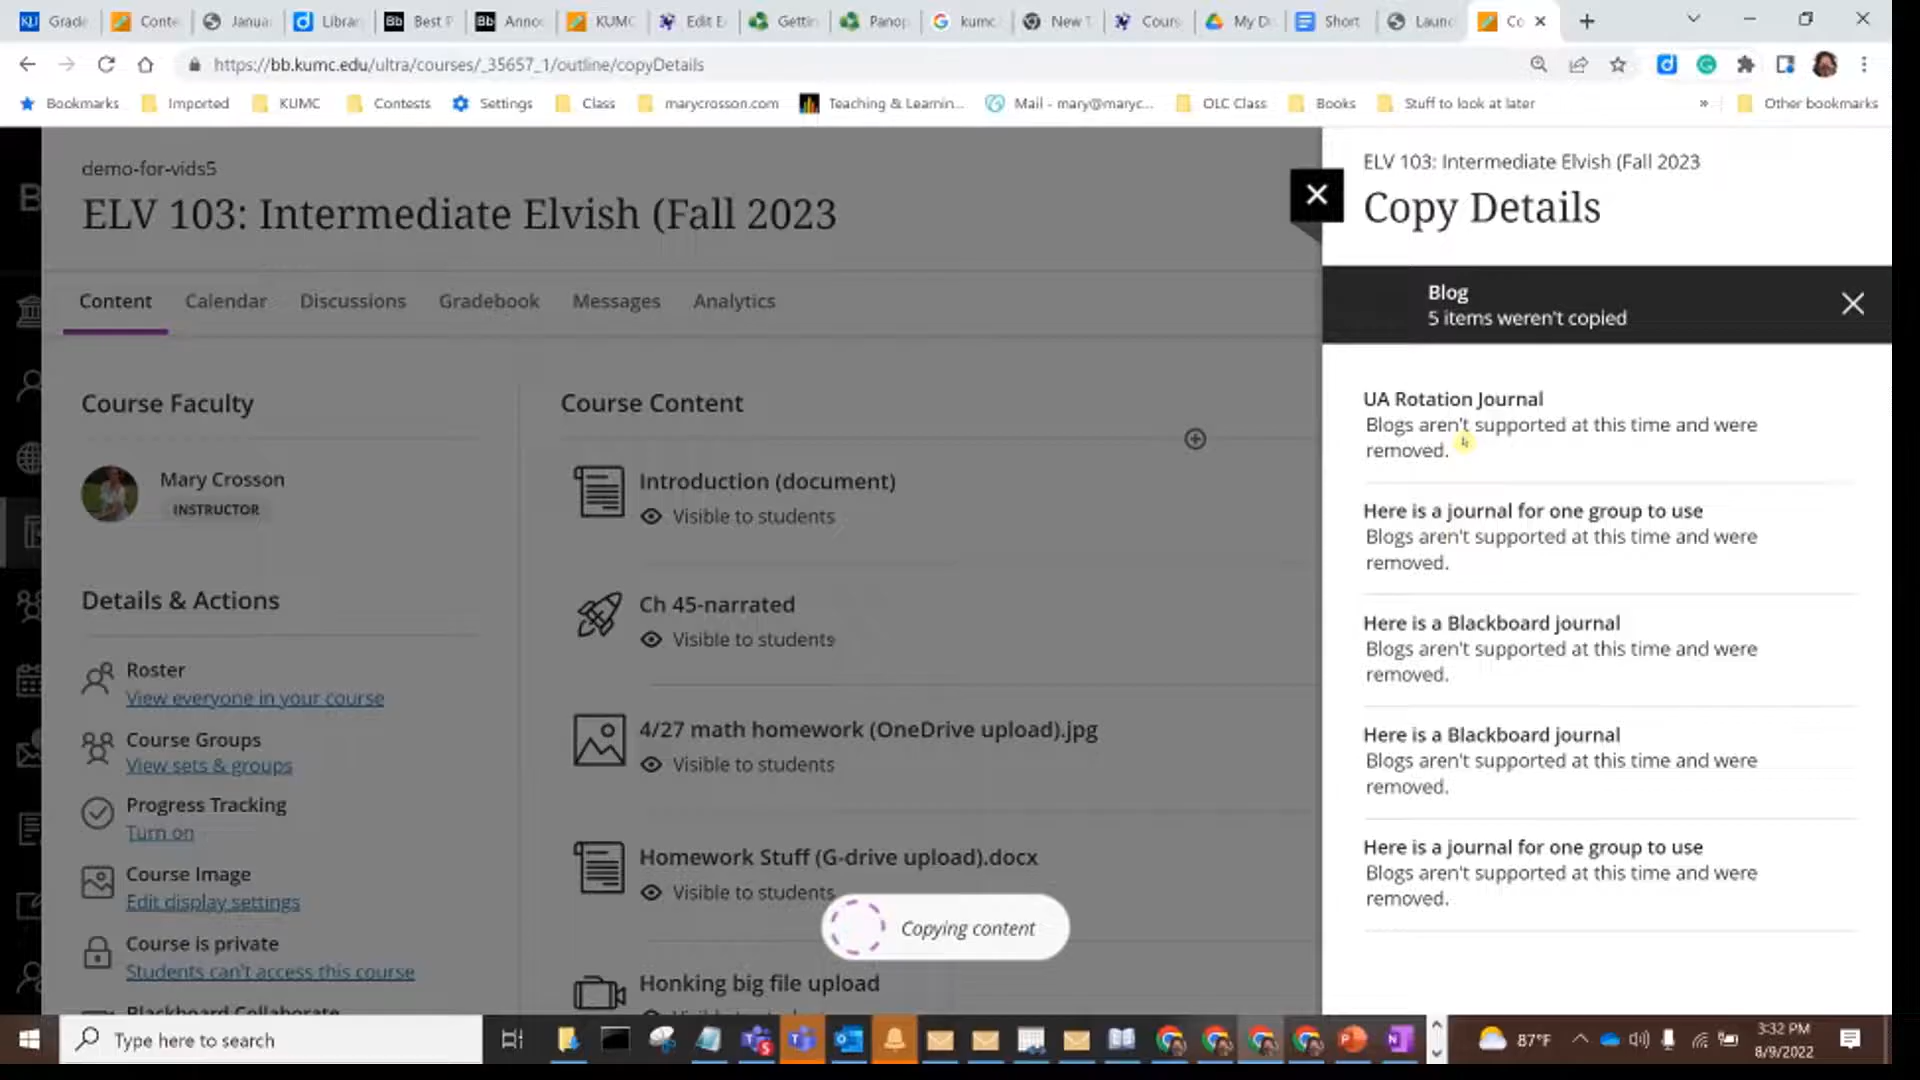 Grade
Conte
Janua
Librar
Best P
Annou
KUMC
Edit E
Gettin
Panop
kumc
New T
Cours
My D
Short
Launc
Co
https://bb.kumc.edu/ultra/courses/_35657_1/outline/copyDetails
Bookmarks
Imported
KUMC
Contests
Settings
Class
marycrosson.com
Teaching & Learnin...
Mail - mary@maryc...
OLC Class
Books
Stuff to look at later
»
Other bookmarks
demo-for-vids5
ELV 103: Intermediate Elvish (Fall 2023
Content
Calendar
Discussions
Gradebook
Messages
Analytics
Course Faculty
Mary Crosson
INSTRUCTOR
Details & Actions
Roster
View everyone in your course
Course Groups
View sets & groups
Progress Tracking
Turn on
Course Image
Edit display settings
Course is private
Students can't access this course
Blackboard Collaborate
Course Content
Introduction (document)
Visible to students
Ch 45-narrated
Visible to students
4/27 math homework (OneDrive upload).jpg
Visible to students
Homework Stuff (G-drive upload).docx
Visible to students
Honking big file upload
Copying content
ELV 103: Intermediate Elvish (Fall 2023
Copy Details
Blog
5 items weren't copied
UA Rotation Journal
Blogs aren't supported at this time and were
removed.
Here is a journal for one group to use
Blogs aren't supported at this time and were
removed.
Here is a Blackboard journal
Blogs aren't supported at this time and were
removed.
Here is a Blackboard journal
Blogs aren't supported at this time and were
removed.
Here is a journal for one group to use
Blogs aren't supported at this time and were
removed.
Type here to search
87°F
3:32 PM
8/9/2022